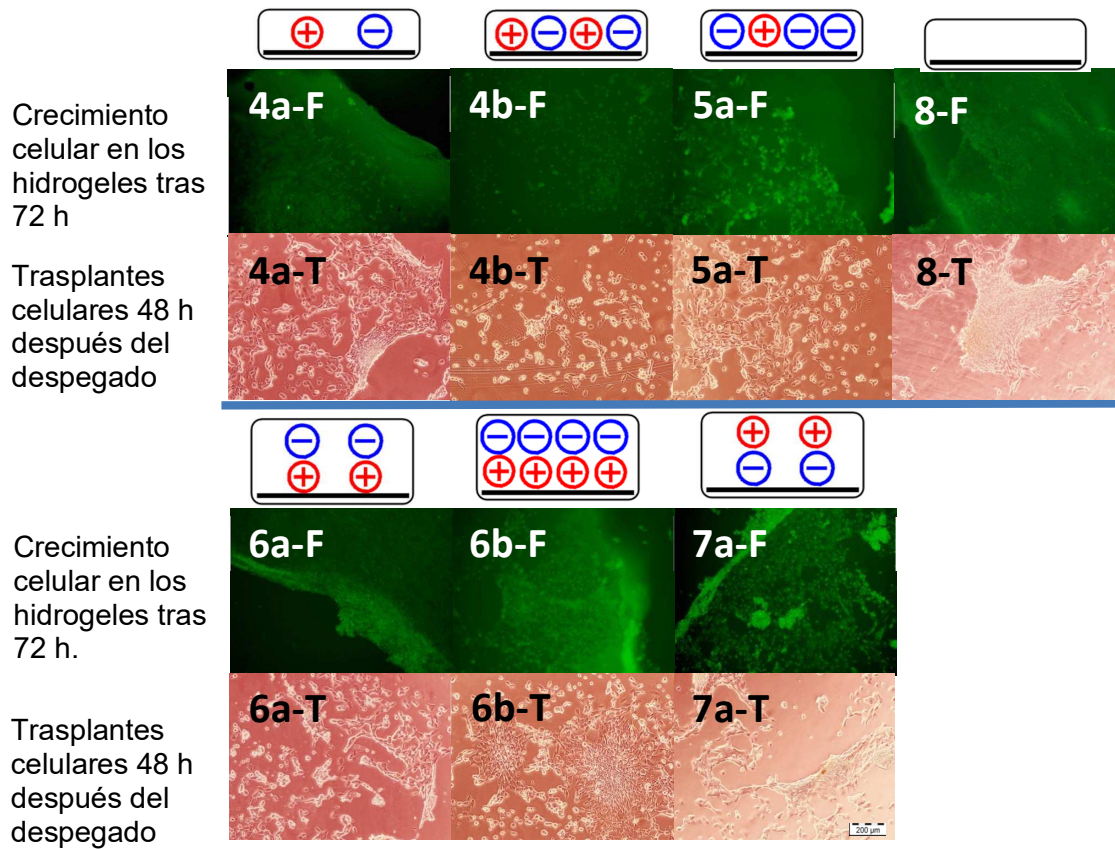 4a-F 4b-F 5a-F 8-F
Crecimiento
celular en los
hidrogeles tras
72 h
4a-T 4b-T 5a-T 8-T
Trasplantes
celulares 48 h
después del
despegado
6a-F 6b-F 7a-F
Crecimiento
celular en los
hidrogeles tras
72 h.
6a-T 6b-T 7a-T
Trasplantes
celulares 48 h
después del
despegado
200 µm